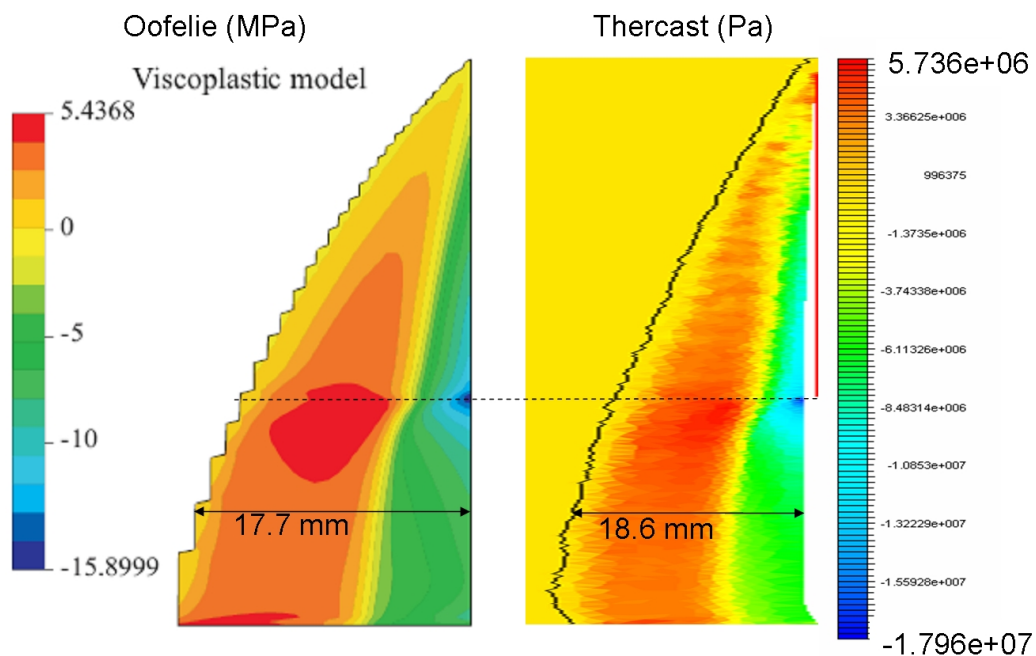 Oofelie (MPa)
Thercast (Pa)
Viscoplastic model
5.4368
0
-5
-10
-15.8999
17.7 mm
18.6 mm
5.736e+06
3.36625e+006
996375
-1.3735e+006
-3.74338e+006
-6.11326e+006
-8.48314e+006
-1.0853e+007
-1.32229e+007
-1.55928e+007
-1.796e+07